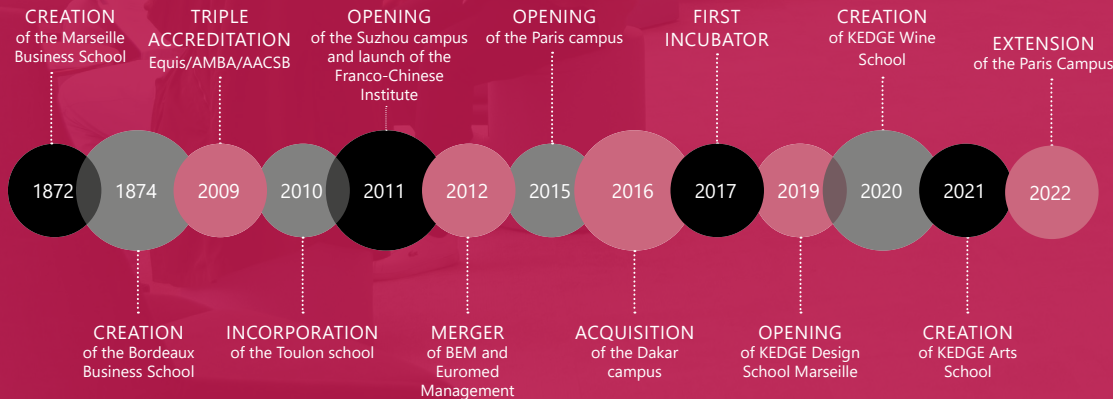 CREATION
of the Marseille
Business School
TRIPLE
ACCREDITATION
Equis/AMBA/AACSB
OPENING
of the Suzhou campus
and launch of the
Franco-Chinese
Institute
OPENING
of the Paris campus
FIRST
INCUBATOR
CREATION
of KEDGE Wine
School
EXTENSION
of the Paris Campus
1872
1874
2009
2010
2011
2012
2015
2016
2017
2019
2020
2021
2022
CREATION
of the Bordeaux
Business School
INCORPORATION
of the Toulon school
MERGER
of BEM and
Euromed
Management
ACQUISITION
of the Dakar
campus
OPENING
of KEDGE Design
School Marseille
CREATION
of KEDGE Arts
School